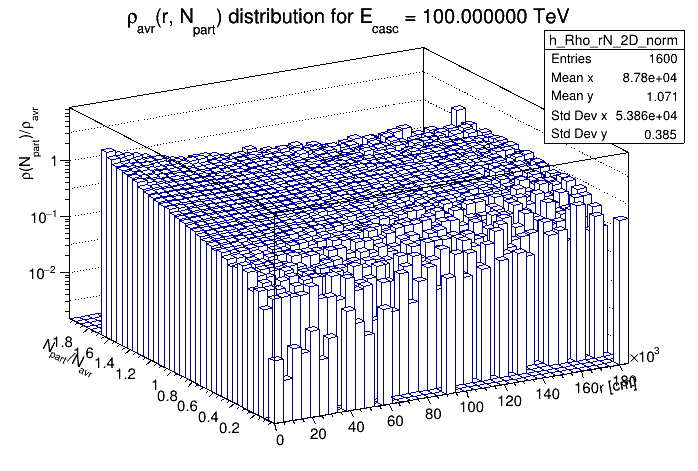 ρavr(r, Npart) distribution for Ecasc = 100.000000 TeV
h_Rho_rN_2D_norm
Entries 1600
Mean x 8.78e+04
Mean y 1.071
Std Dev x 5.386e+04
Std Dev y 0.385
ρ(Npart)/ρavr
1
10−1
10−2
Npart/Navr
1.8
1.6
1.4
1.2
1
0.8
0.6
0.4
0.2
0
20
40
60
80
100
120
140
160
180
r [cm]
×103